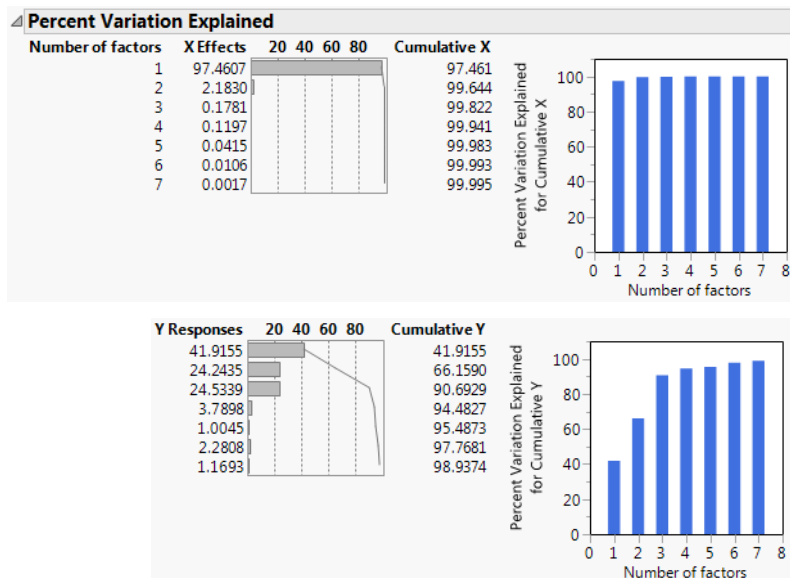 Percent Variation Explained
Number of factors X Effects 20 40 60 80 Cumulative X
1 97.4607 97.461
2 2.1830 99.644
3 0.1781 99.822
4 0.1197 99.941
5 0.0415 99.983
6 0.0106 99.993
7 0.0017 99.995
Percent Variation Explained
for Cumulative X
100
80
60
40
20
0
0 1 2 3 4 5 6 7 8
Number of factors
Y Responses 20 40 60 80 Cumulative Y
41.9155 41.9155
24.2435 66.1590
24.5339 90.6929
3.7898 94.4827
1.0045 95.4873
2.2808 97.7681
1.1693 98.9374
Percent Variation Explained
for Cumulative Y
100
80
60
40
20
0
0 1 2 3 4 5 6 7 8
Number of factors